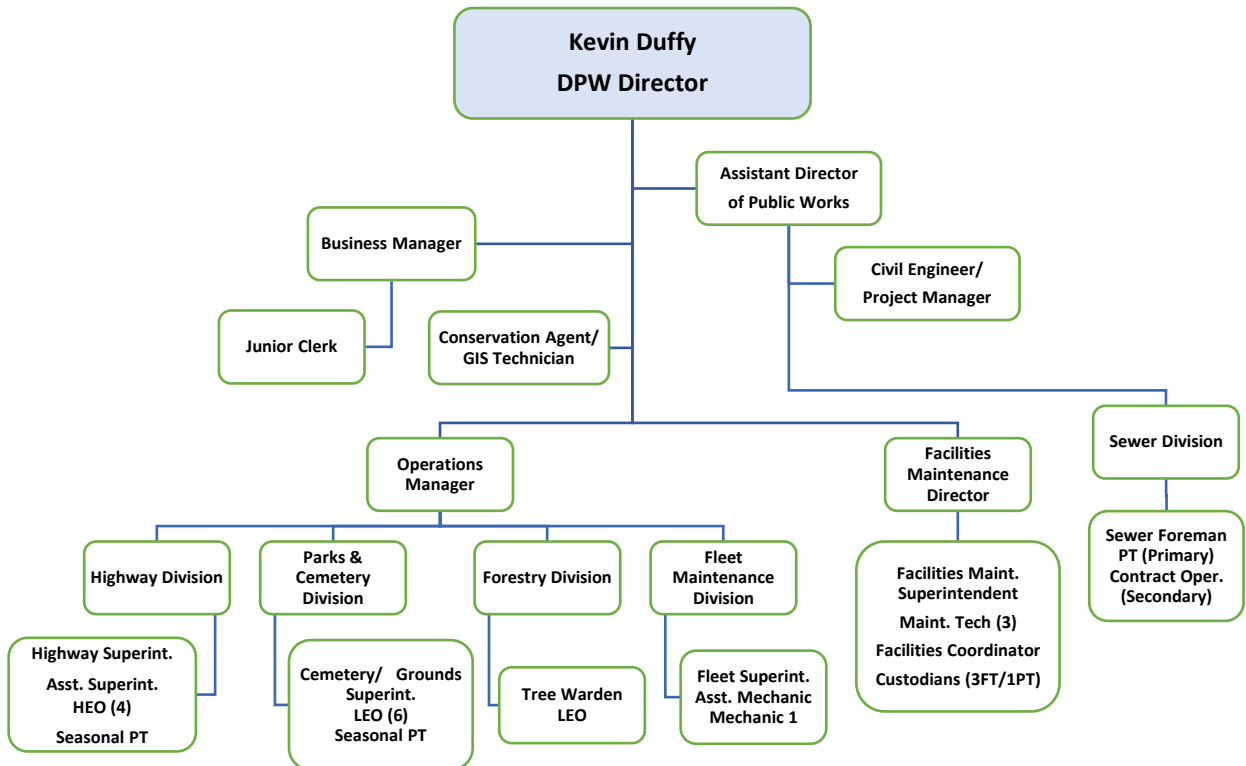 Kevin Duffy
DPW Director
Assistant Director
of Public Works
Business Manager
Civil Engineer/
Project Manager
Junior Clerk
Conservation Agent/
GIS Technician
Operations
Manager
Facilities
Maintenance
Director
Sewer Division
Highway Division
Parks &
Cemetery
Division
Forestry Division
Fleet
Maintenance
Division
Sewer Foreman
PT (Primary)
Contract Oper.
(Secondary)
Facilities Maint.
Superintendent
Maint. Tech (3)
Facilities Coordinator
Custodians (3FT/1PT)
Highway Superint.
Asst. Superint.
HEO (4)
Seasonal PT
Cemetery/ Grounds
Superint.
LEO (6)
Seasonal PT
Tree Warden
LEO
Fleet Superint.
Asst. Mechanic
Mechanic 1